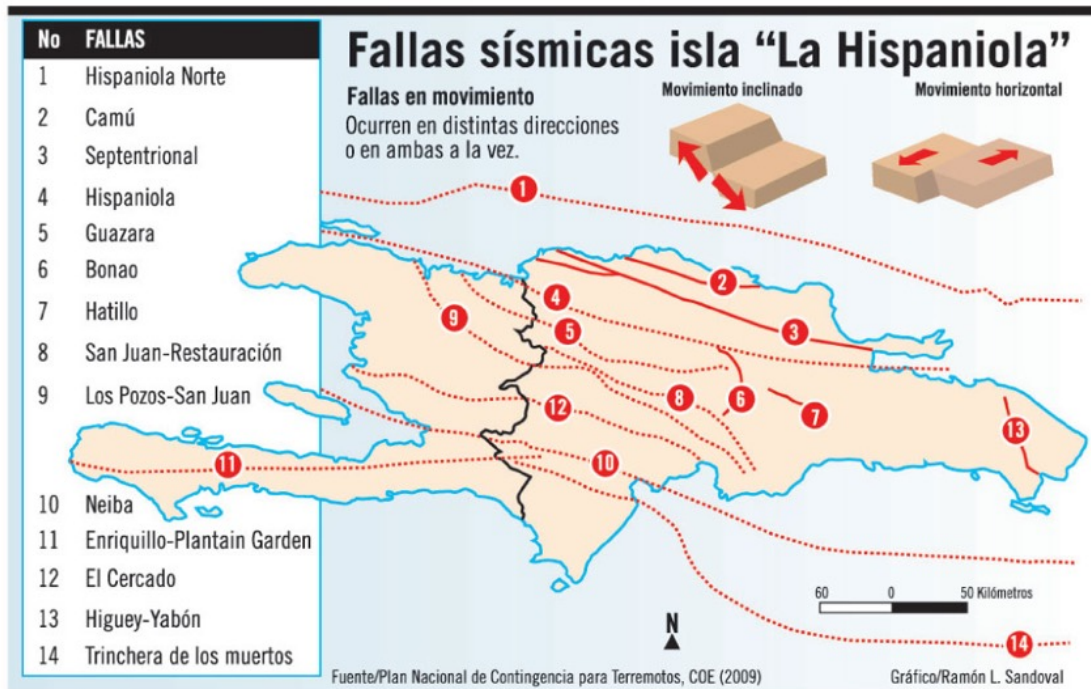 Fallas sísmicas isla “La Hispaniola”
No FALLAS
1 Hispaniola Norte
2 Camú
3 Septentrional
4 Hispaniola
5 Guazara
6 Bonao
7 Hatillo
8 San Juan-Restauración
9 Los Pozos-San Juan
10 Neiba
11 Enriquillo-Plantain Garden
12 El Cercado
13 Higuey-Yabón
14 Trinchera de los muertos
Fallas en movimiento
Ocurren en distintas direcciones
o en ambas a la vez.
Movimiento inclinado
Movimiento horizontal
1
2
3
4
5
9
8
6
7
12
13
10
11
14
60 0 50 Kilómetros
N
Fuente/Plan Nacional de Contingencia para Terremotos, COE (2009)
Gráfico/Ramón L. Sandoval